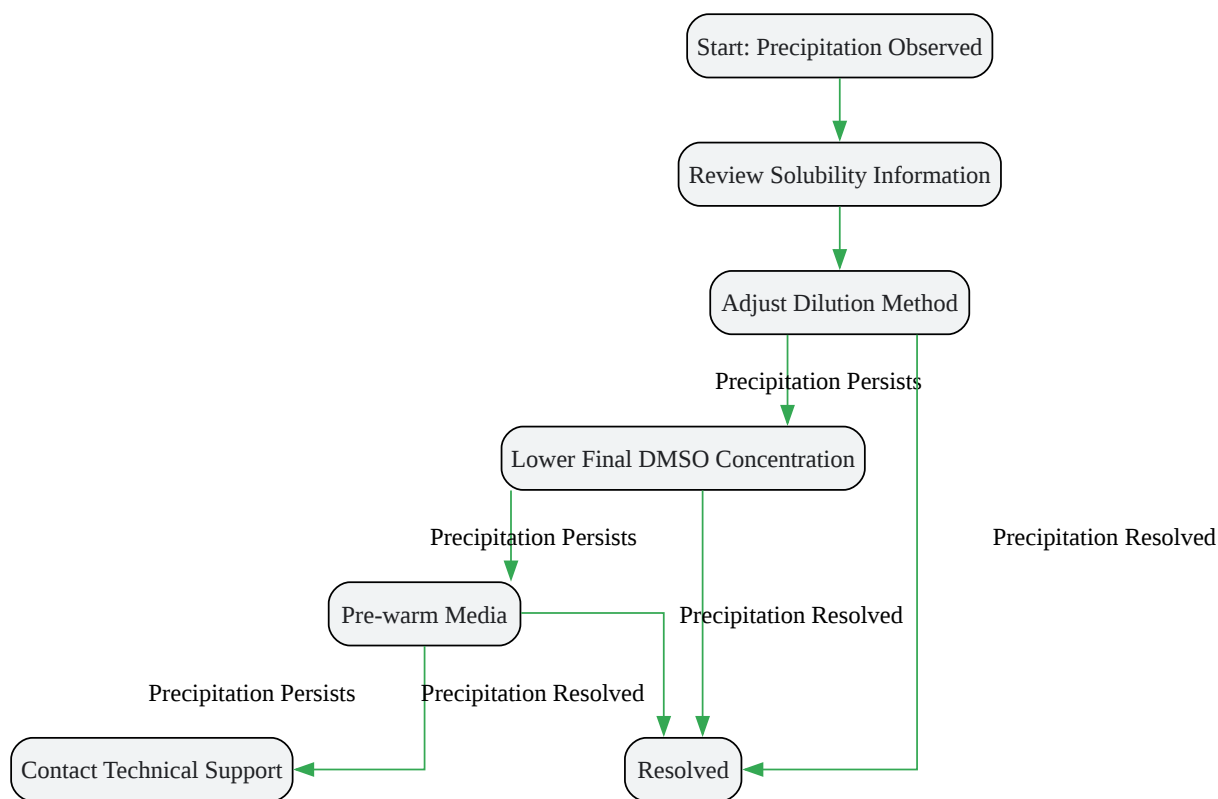 Start: Precipitation Observed
Review Solubility Information
Adjust Dilution Method
Precipitation Persists
Lower Final DMSO Concentration
Precipitation Persists
Precipitation Resolved
Pre-warm Media
Precipitation Resolved
Precipitation Persists
Precipitation Resolved
Contact Technical Support
Resolved